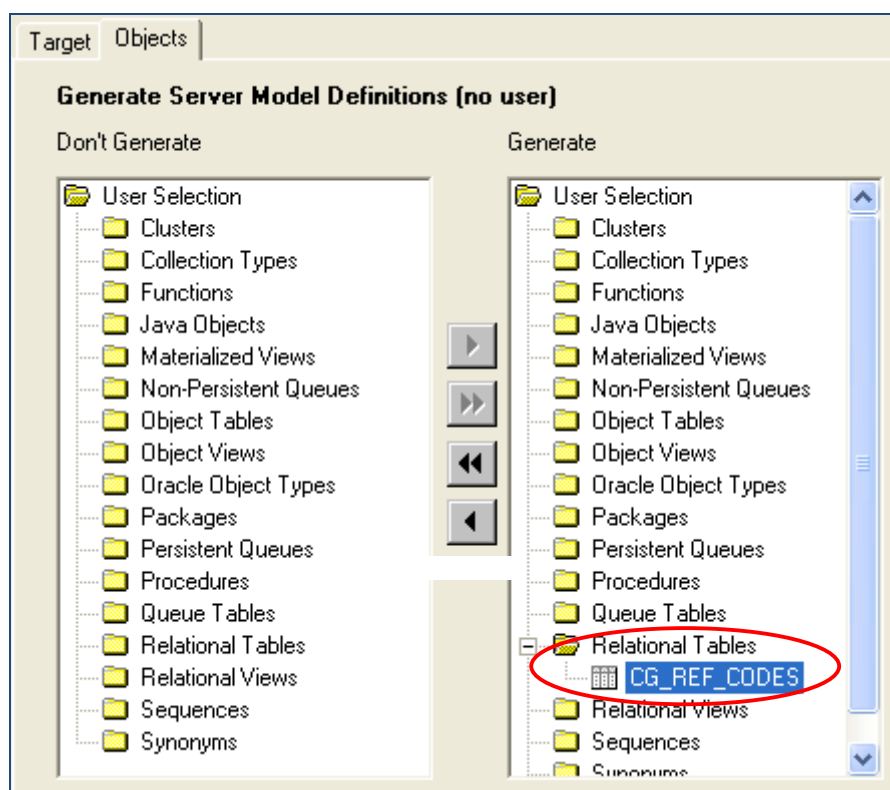 Target Objects
Generate Server Model Definitions (no user)
Don't Generate
Generate
User Selection
Clusters
Collection Types
Functions
Java Objects
Materialized Views
Non-Persistent Queues
Object Tables
Object Views
Oracle Object Types
Packages
Persistent Queues
Procedures
Queue Tables
Relational Tables
Relational Views
Sequences
Synonyms
User Selection
Clusters
Collection Types
Functions
Java Objects
Materialized Views
Non-Persistent Queues
Object Tables
Object Views
Oracle Object Types
Packages
Persistent Queues
Procedures
Queue Tables
Relational Tables
CG_REF_CODES
Relational Views
Sequences
Synonyms